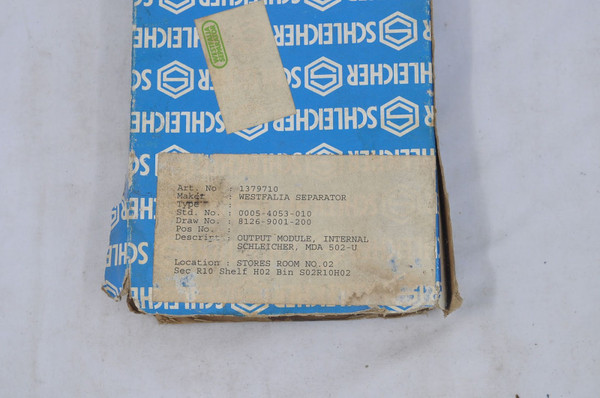 SCHLEICHER
SCHLEICHER
SCHLEICHER
SCHLEICHER
Art. No : 1379710
Maker : WESTFALIA SEPARATOR
Type :
Std. No. : 0005-4053-010
Draw No. : 8126-9001-200
Pos No. :
Descript. : OUTPUT MODULE, INTERNAL
SCHLEICHER, MDA 502-U
Location : STORES ROOM NO.02
Sec R10 Shelf H02 Bin S02R10H02
SCHLEICHER